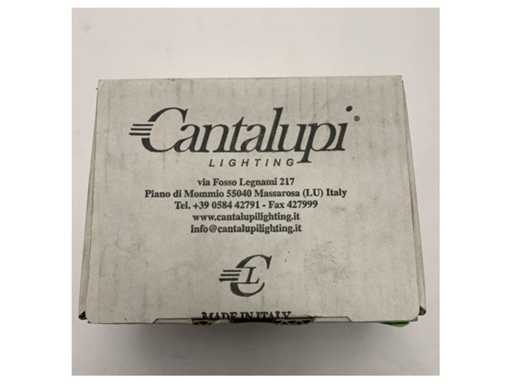 Cantalupi®
LIGHTING
via Fosso Legnami 217
Piano di Mommio 55040 Massarosa (LU) Italy
Tel. +39 0584 42791 - Fax 427999
www.cantalupilighting.it
info@cantalupilighting.it
CL
MADE IN ITALY